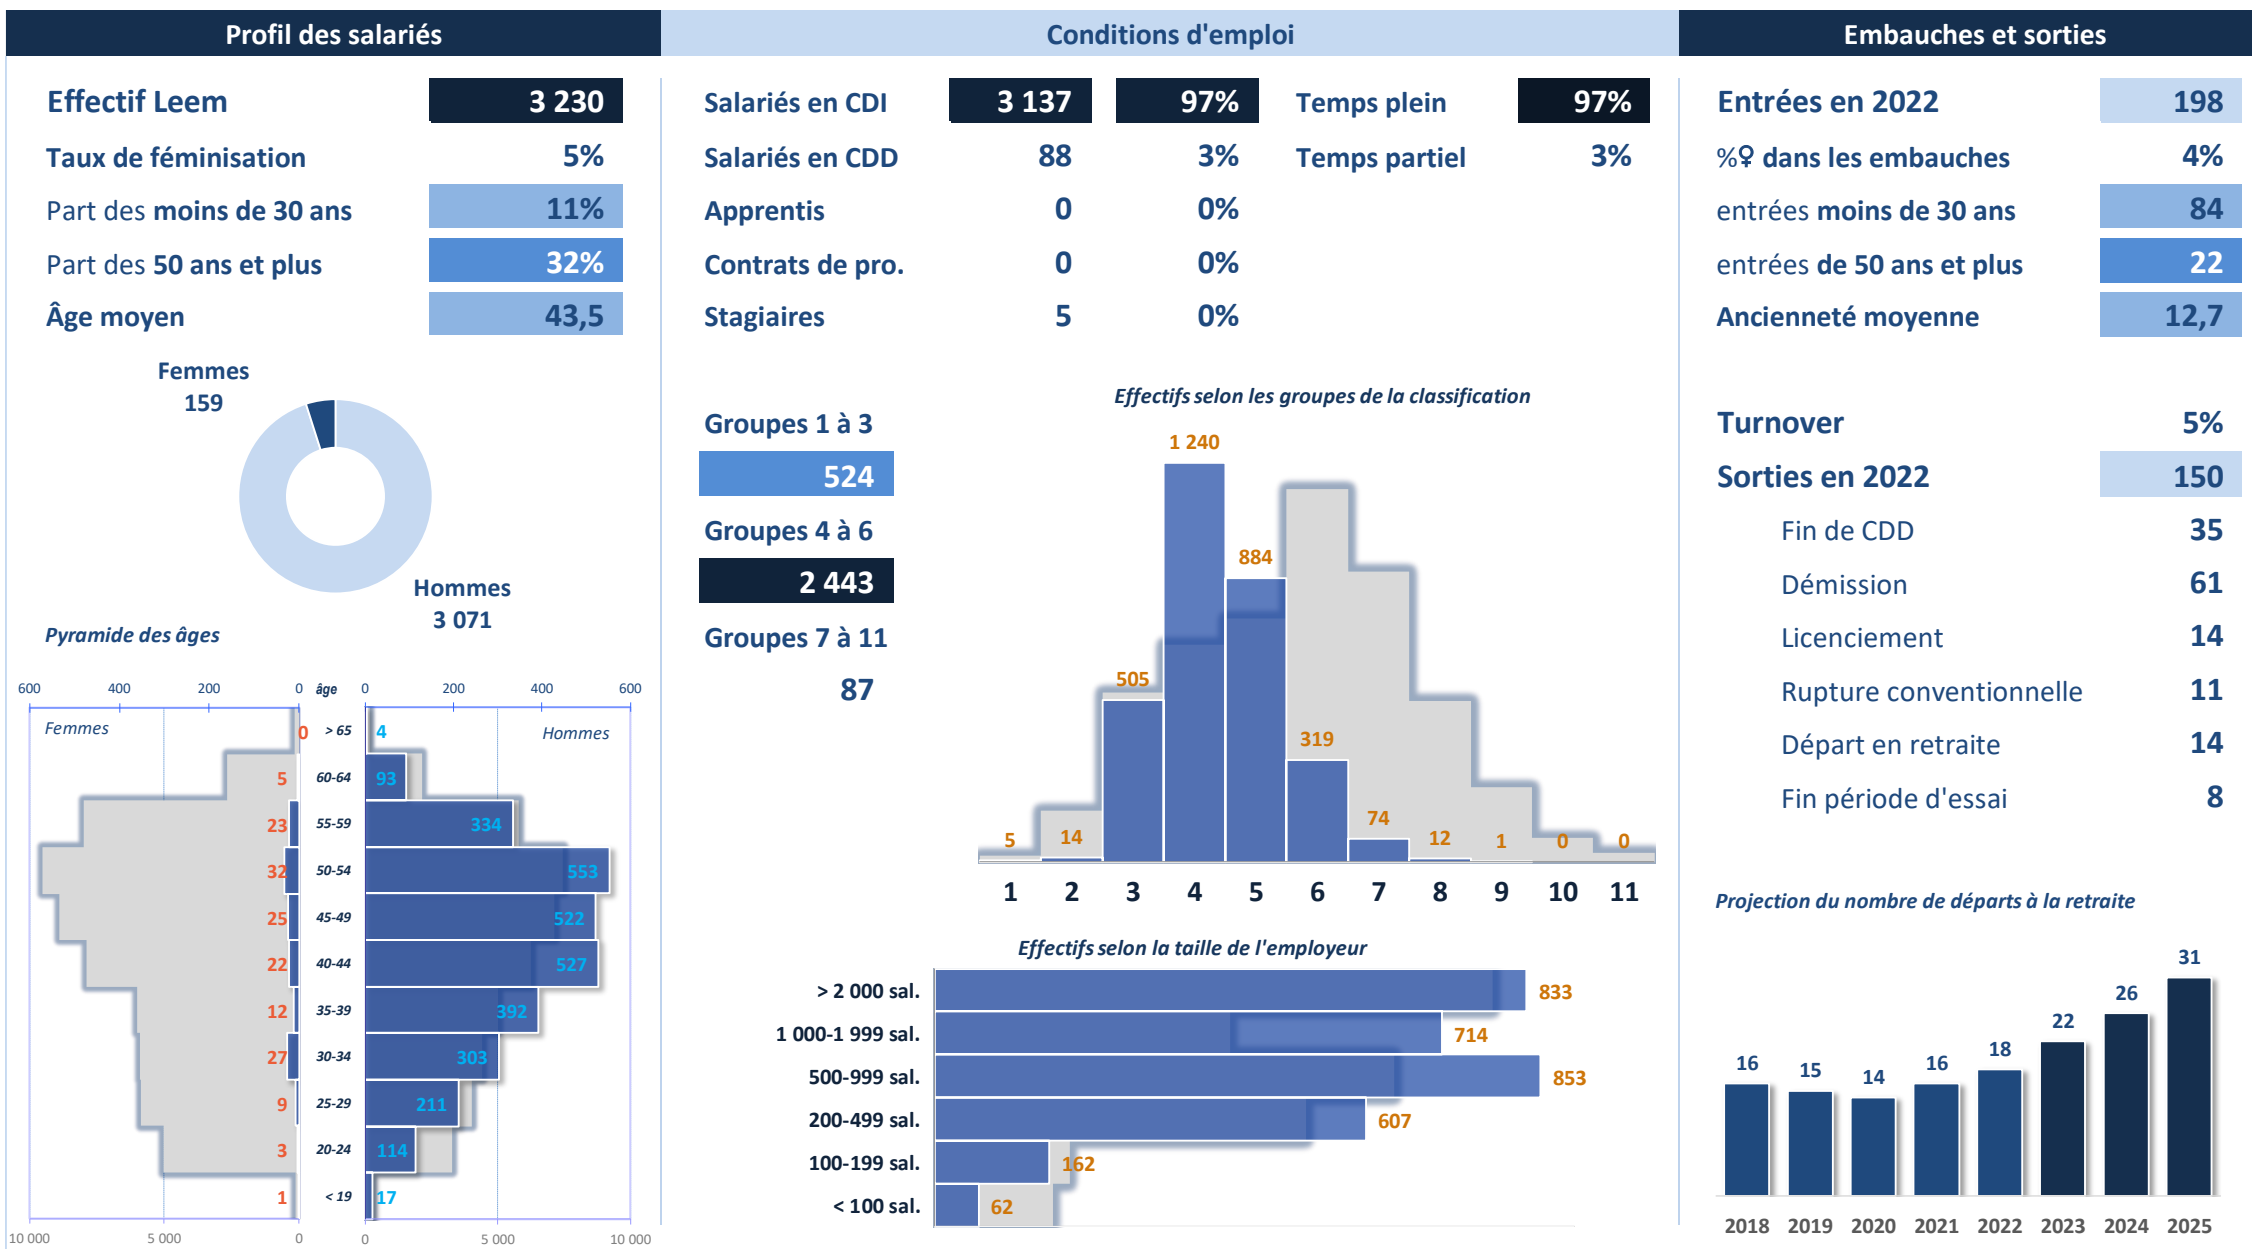 Profil des salariés
Effectif Leem 3 230
Taux de féminisation 5%
Part des moins de 30 ans 11%
Part des 50 ans et plus 32%
Âge moyen 43,5
Femmes
159
Hommes
3 071
Pyramide des âges
600 400 200 0 âge 0 200 400 600
Femmes Hommes
0 > 65 4
5 60-64 93
23 55-59 334
32 50-54 553
25 45-49 522
22 40-44 527
12 35-39 392
27 30-34 303
9 25-29 211
3 20-24 114
1 < 19 17
10 000 5 000 0 0 5 000 10 000
Conditions d'emploi
Salariés en CDI 3 137 97% Temps plein 97%
Salariés en CDD 88 3% Temps partiel 3%
Apprentis 0 0%
Contrats de pro. 0 0%
Stagiaires 5 0%
Groupes 1 à 3
524
Groupes 4 à 6
2 443
Groupes 7 à 11
87
Effectifs selon les groupes de la classification
5 14 505 1 240 884 319 74 12 1 0 0
1 2 3 4 5 6 7 8 9 10 11
Effectifs selon la taille de l'employeur
> 2 000 sal. 833
1 000-1 999 sal. 714
500-999 sal. 853
200-499 sal. 607
100-199 sal. 162
< 100 sal. 62
Embauches et sorties
Entrées en 2022 198
%♀ dans les embauches 4%
entrées moins de 30 ans 84
entrées de 50 ans et plus 22
Ancienneté moyenne 12,7
Turnover 5%
Sorties en 2022 150
Fin de CDD 35
Démission 61
Licenciement 14
Rupture conventionnelle 11
Départ en retraite 14
Fin période d'essai 8
Projection du nombre de départs à la retraite
16 15 14 16 18 22 26 31
2018 2019 2020 2021 2022 2023 2024 2025